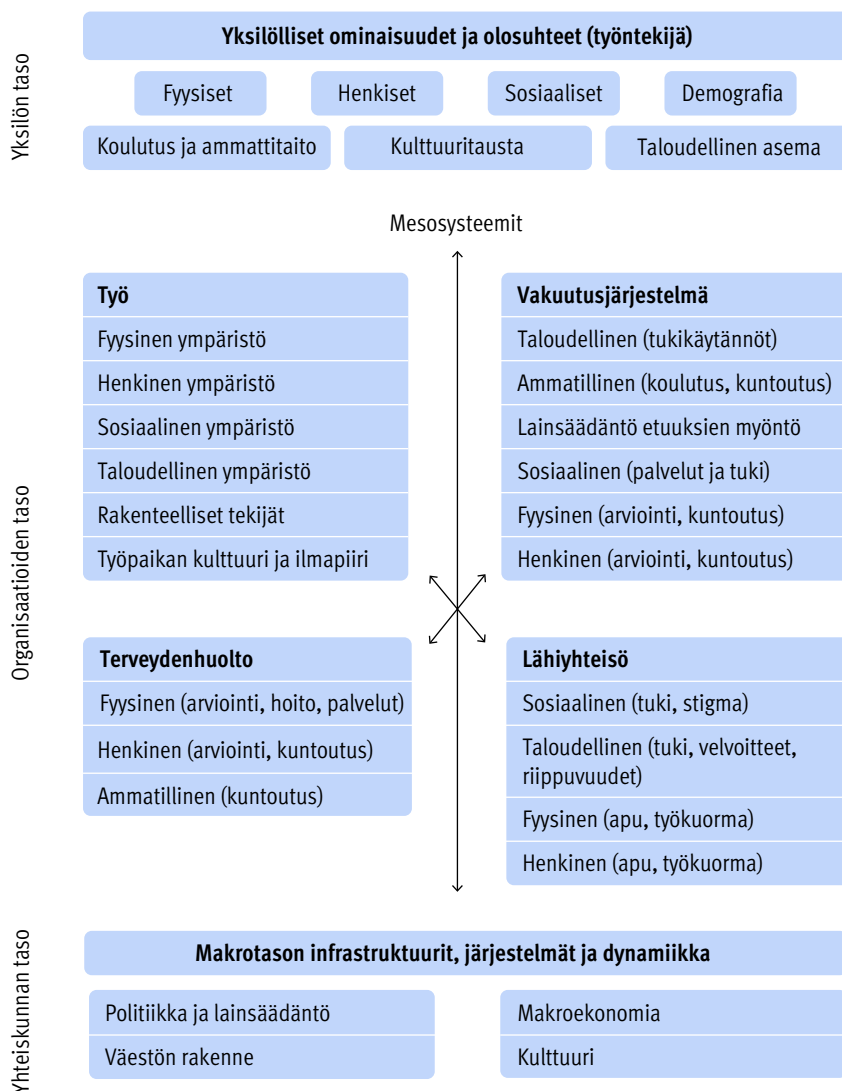 Yksilön taso
Yksilölliset ominaisuudet ja olosuhteet (työntekijä)
Fyysiset
Henkiset
Sosiaaliset
Demografia
Koulutus ja ammattitaito
Kulttuuritausta
Taloudellinen asema
Mesosysteemit
Organisaatioiden taso
Työ
Fyysinen ympäristö
Henkinen ympäristö
Sosiaalinen ympäristö
Taloudellinen ympäristö
Rakenteelliset tekijät
Työpaikan kulttuuri ja ilmapiiri
Vakuutusjärjestelmä
Taloudellinen (tukikäytännöt)
Ammatillinen (koulutus, kuntoutus)
Lainsäädäntö etuuksien myöntö
Sosiaalinen (palvelut ja tuki)
Fyysinen (arviointi, kuntoutus)
Henkinen (arviointi, kuntoutus)
Terveydenhuolto
Fyysinen (arviointi, hoito, palvelut)
Henkinen (arviointi, kuntoutus)
Ammatillinen (kuntoutus)
Lähiyhteisö
Sosiaalinen (tuki, stigma)
Taloudellinen (tuki, velvoitteet,
riippuvuudet)
Fyysinen (apu, työkuorma)
Henkinen (apu, työkuorma)
Yhteiskunnan taso
Makrotason infrastruktuurit, järjestelmät ja dynamiikka
Politiikka ja lainsäädäntö
Väestön rakenne
Makroekonomia
Kulttuuri